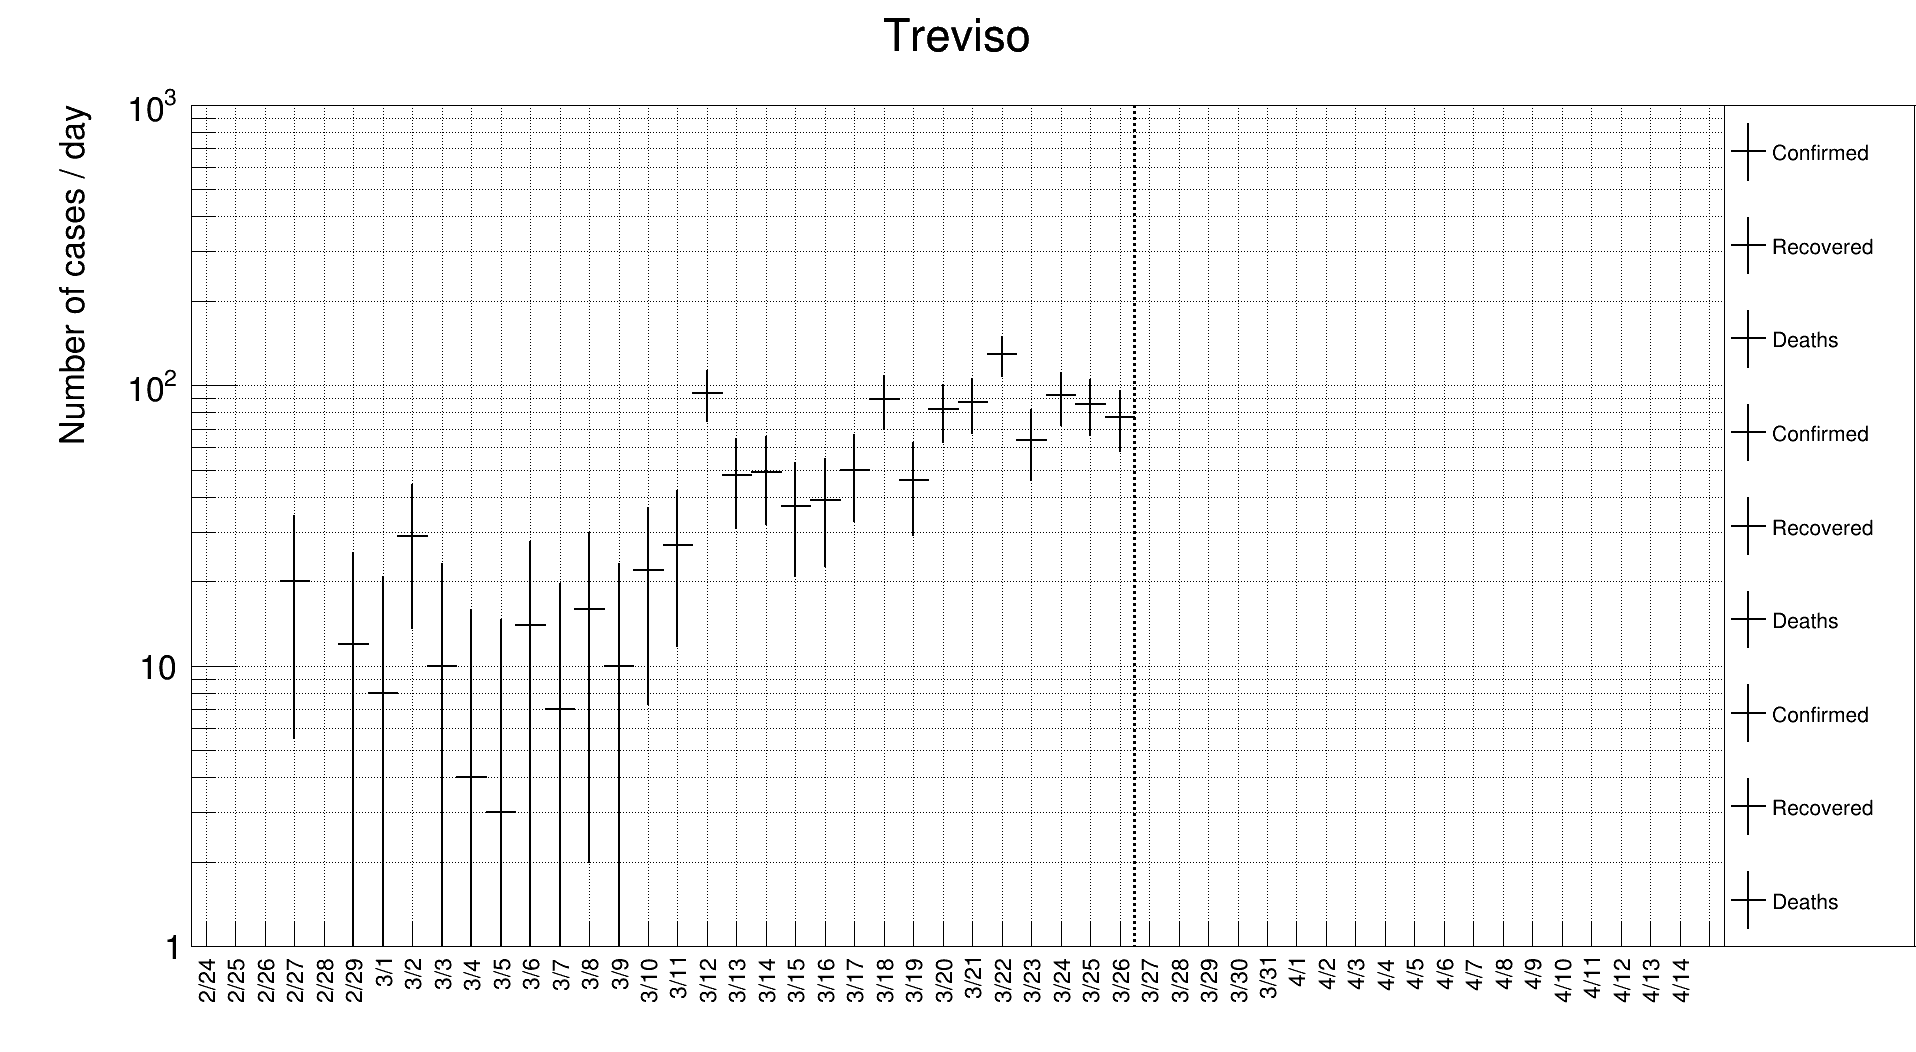 Treviso
Number of cases / day
10³
10²
10
1
2/24 2/25 2/26 2/27 2/28 2/29 3/1 3/2 3/3 3/4 3/5 3/6 3/7 3/8 3/9 3/10 3/11 3/12 3/13 3/14 3/15 3/16 3/17 3/18 3/19 3/20 3/21 3/22 3/23 3/24 3/25 3/26 3/27 3/28 3/29 3/30 3/31 4/1 4/2 4/3 4/4 4/5 4/6 4/7 4/8 4/9 4/10 4/11 4/12 4/13 4/14
Confirmed
Recovered
Deaths
Confirmed
Recovered
Deaths
Confirmed
Recovered
Deaths